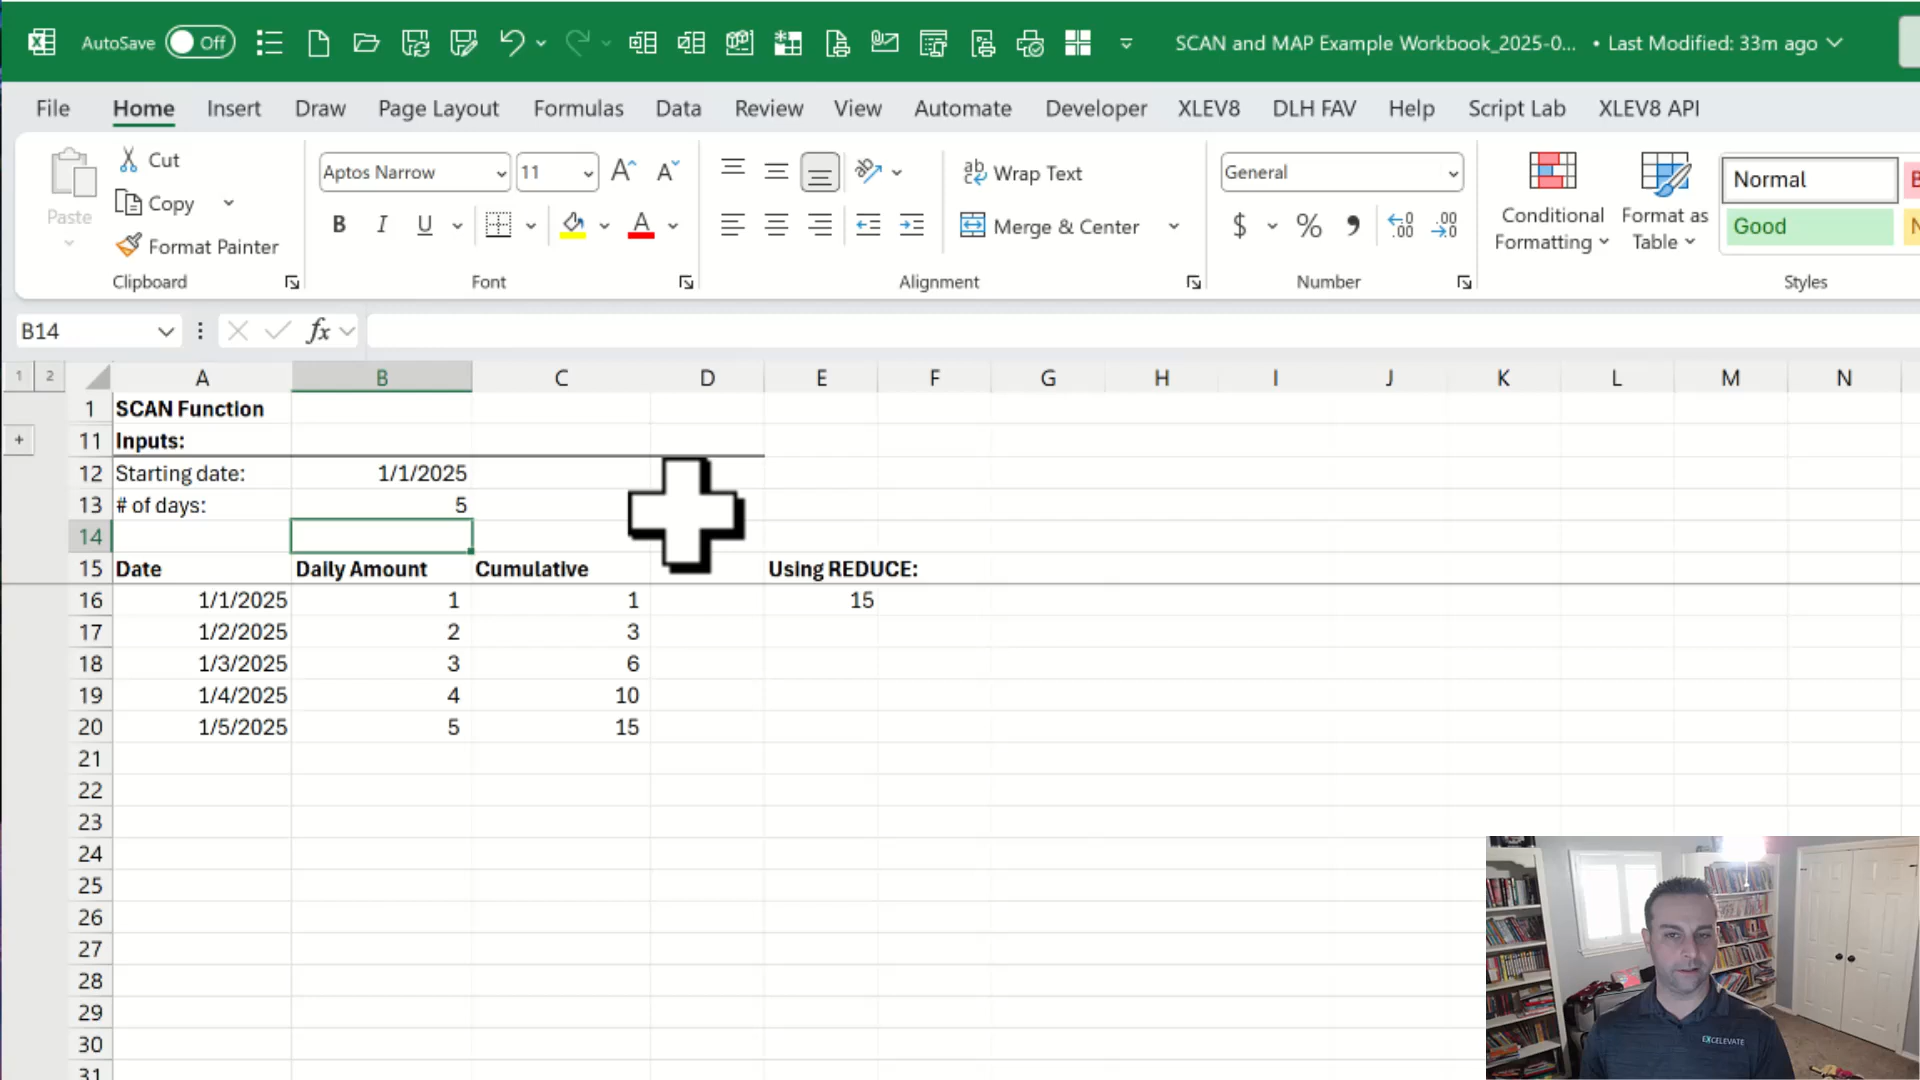 AutoSave Off SCAN and MAP Example Workbook_2025-0... • Last Modified: 33m ago
File Home Insert Draw Page Layout Formulas Data Review View Automate Developer XLEV8 DLH FAV Help Script Lab XLEV8 API
Paste
Cut
Copy
Format Painter
Clipboard
Aptos Narrow 11
B I U
Font
Wrap Text
Merge & Center
Alignment
General
$ % 9
Number
Conditional Formatting
Format as Table
Normal
Good
Styles
B14 fx
1 2 A B C D E F G H I J K L M N
1 SCAN Function
11 Inputs:
12 Starting date: 1/1/2025
13 # of days: 5
14
15 Date Daily Amount Cumulative Using REDUCE:
16 1/1/2025 1 1 15
17 1/2/2025 2 3
18 1/3/2025 3 6
19 1/4/2025 4 10
20 1/5/2025 5 15
21
22
23
24
25
26
27
28
29
30
31
EXCELEVATE